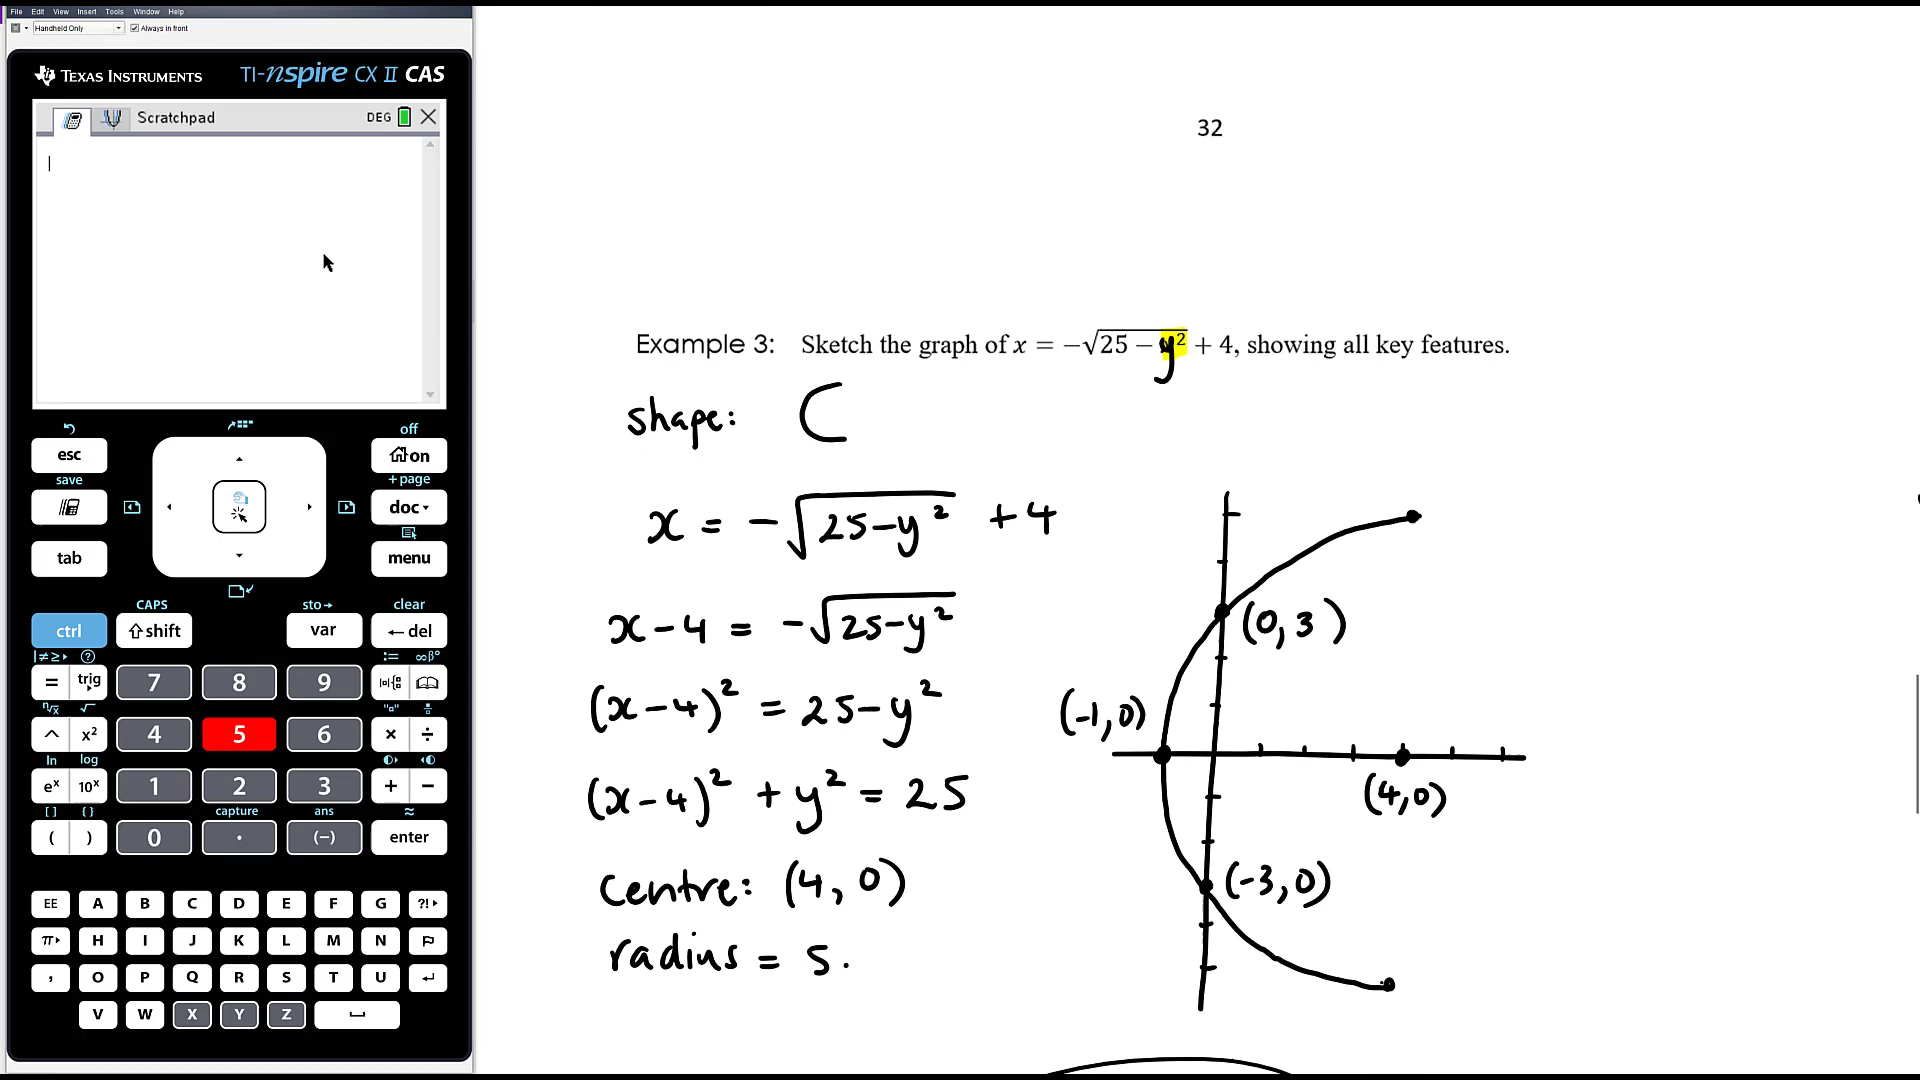 File Edit View Insert Tools Window Help
Handheld Only Always in front
TEXAS INSTRUMENTS TI-nspire CX II CAS
Scratchpad DEG
off
esc on
save + page
doc
tab menu
CAPS sto→ clear
ctrl ⇧shift var ←del
|≠≥▸ ? := ∞β°
= trig 7 8 9
ⁿ√x √ "▫"
^ x² 4 5 6 × ÷
ln log
eˣ 10ˣ 1 2 3 + −
[ ] { } capture ans ≈
( ) 0 . (−) enter
EE A B C D E F G ?!▸
π▸ H I J K L M N
, O P Q R S T U ↵
V W X Y Z
32
Example 3: Sketch the graph of x = −√25 − y² + 4, showing all key features.
shape: C
x = −√25−y² +4
x−4 = −√25−y²
(x−4)² = 25−y²
(x−4)² + y² = 25
centre: (4, 0)
radius = 5.
(0, 3)
(-1, 0)
(4, 0)
(-3, 0)